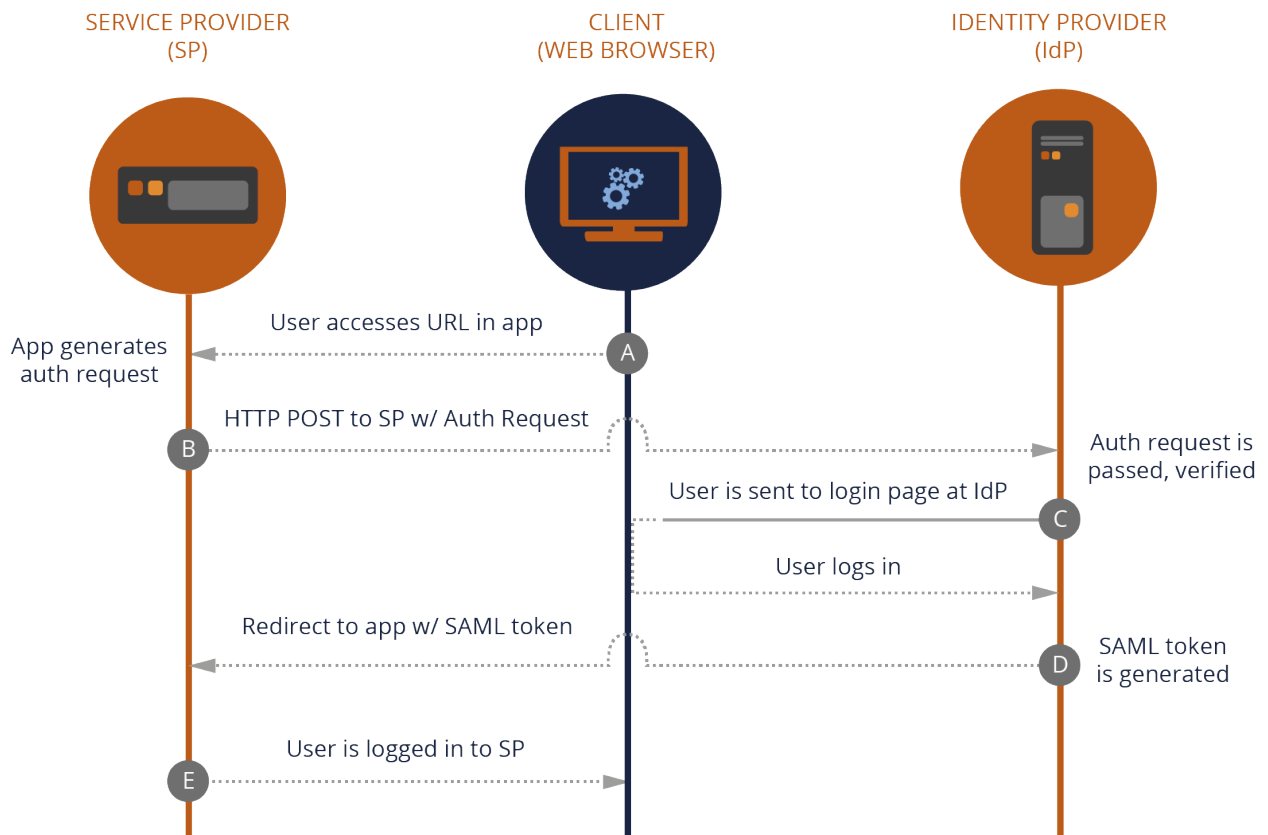 SERVICE PROVIDER
(SP)
CLIENT
(WEB BROWSER)
IDENTITY PROVIDER
(IdP)
User accesses URL in app
A
App generates
auth request
HTTP POST to SP w/ Auth Request
B
Auth request is
passed, verified
User is sent to login page at IdP
C
User logs in
Redirect to app w/ SAML token
D
SAML token
is generated
User is logged in to SP
E